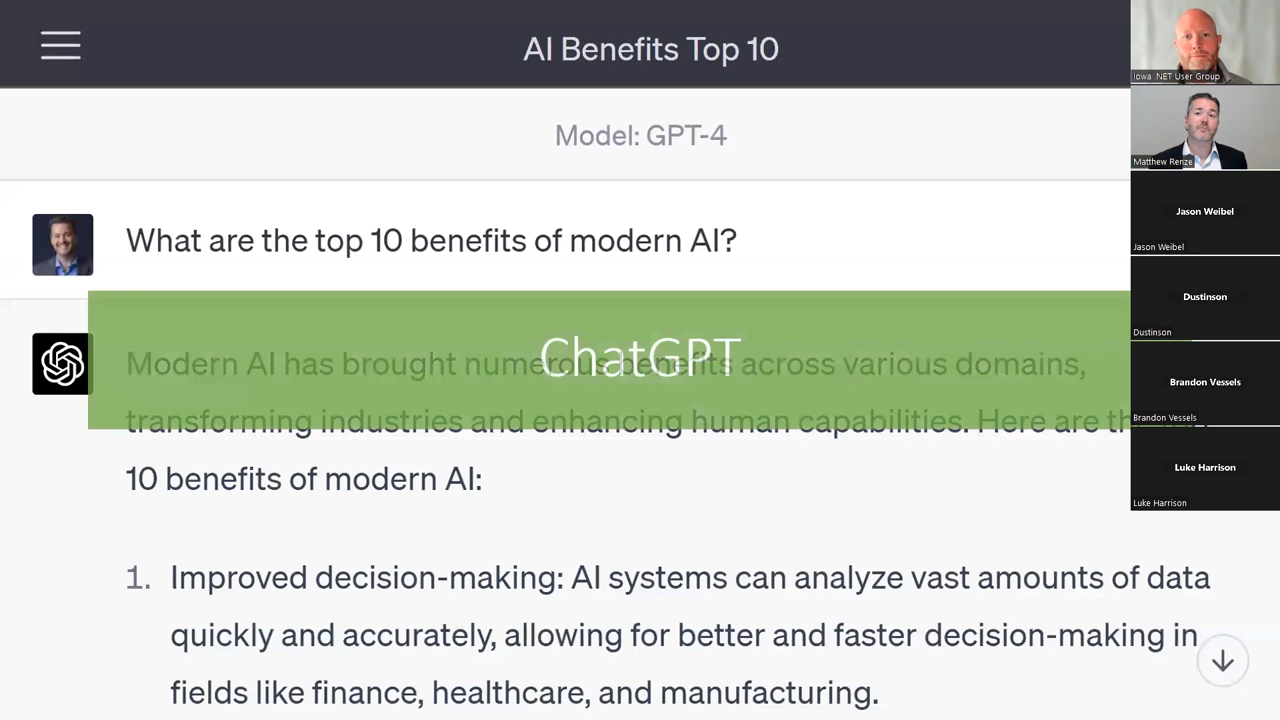 AI Benefits Top 10
Model: GPT-4
What are the top 10 benefits of modern AI?
ChatGPT
Modern AI has brought numerous benefits across various domains,
transforming industries and enhancing human capabilities. Here are
10 benefits of modern AI:
1. Improved decision-making: AI systems can analyze vast amounts of data
quickly and accurately, allowing for better and faster decision-making in
fields like finance, healthcare, and manufacturing.
Iowa .NET User Group
Matthew Renze
Jason Weibel
Jason Weibel
Dustinson
Dustinson
Brandon Vessels
Brandon Vessels
Luke Harrison
Luke Harrison